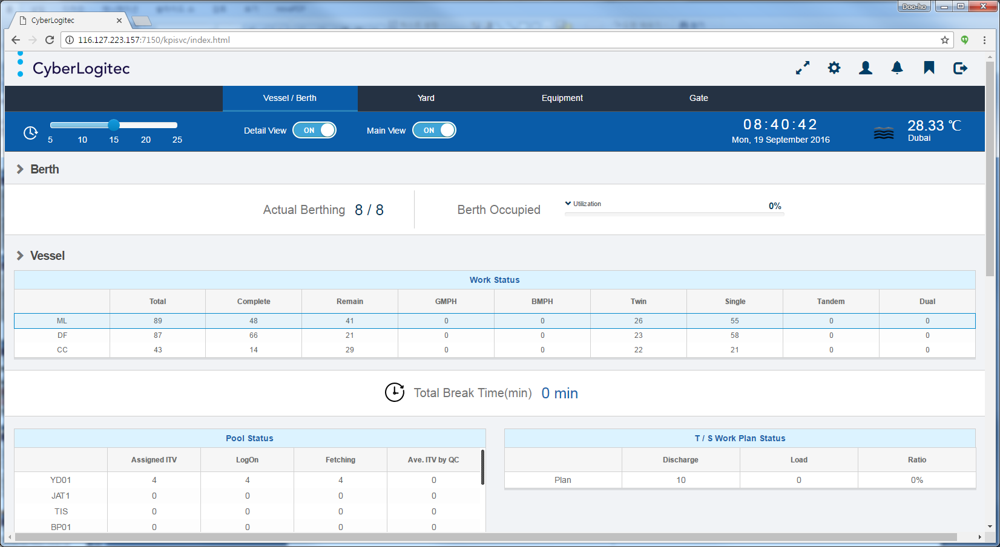 Doo-ho
CyberLogitec
116.127.223.157:7150/kpisvc/index.html
CyberLogitec
Vessel / Berth Yard Equipment Gate
5 10 15 20 25
Detail View ON Main View ON
08:40:42
Mon, 19 September 2016
28.33 ℃
Dubai
Berth
Actual Berthing 8 / 8 Berth Occupied Utilization 0%
Vessel
Work Status
Total Complete Remain GMPH BMPH Twin Single Tandem Dual
ML 89 48 41 0 0 26 55 0 0
DF 87 66 21 0 0 23 58 0 0
CC 43 14 29 0 0 22 21 0 0
Total Break Time(min) 0 min
Pool Status
Assigned ITV LogOn Fetching Ave. ITV by QC
YD01 4 4 4 0
JAT1 0 0 0 0
TIS 0 0 0 0
BP01 0 0 0 0
T / S Work Plan Status
Discharge Load Ratio
Plan 10 0 0%